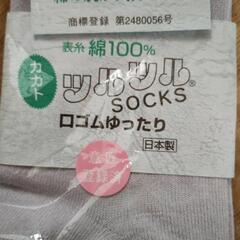 商標登録 第2480056号
表糸 綿100%
カカト
ツルツル
SOCKS®
口ゴムゆったり
日本製